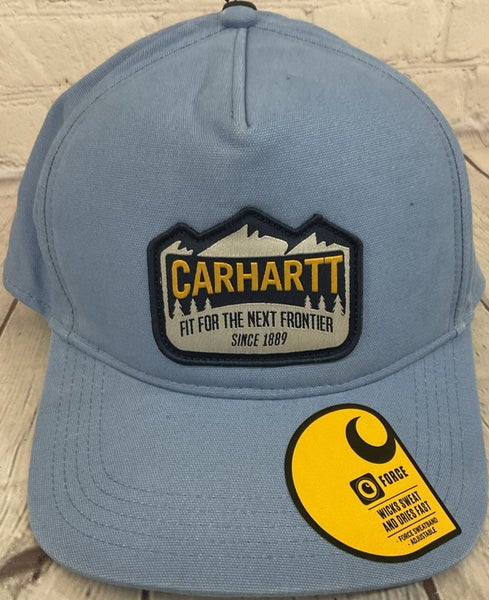 CARHARTT
FIT FOR THE NEXT FRONTIER
SINCE 1889
FORCE
WICKS SWEAT
AND DRIES FAST
- FORCE SWEATBAND
- ADJUSTABLE